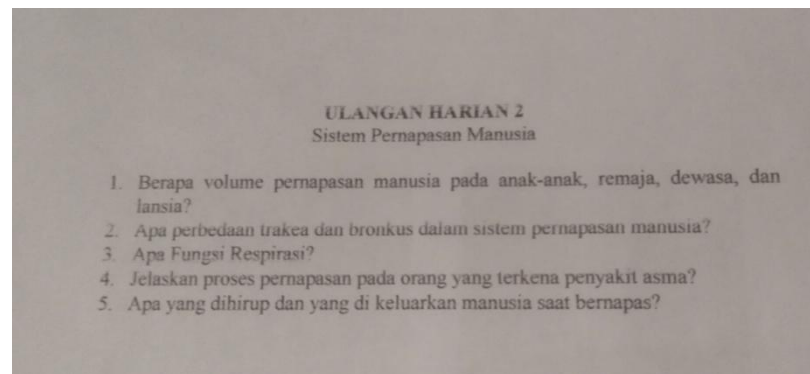 ULANGAN HARIAN 2
Sistem Pernapasan Manusia
1. Berapa volume pernapasan manusia pada anak-anak, remaja, dewasa, dan
lansia?
2. Apa perbedaan trakea dan bronkus dalam sistem pernapasan manusia?
3. Apa Fungsi Respirasi?
4. Jelaskan proses pernapasan pada orang yang terkena penyakit asma?
5. Apa yang dihirup dan yang di keluarkan manusia saat bernapas?